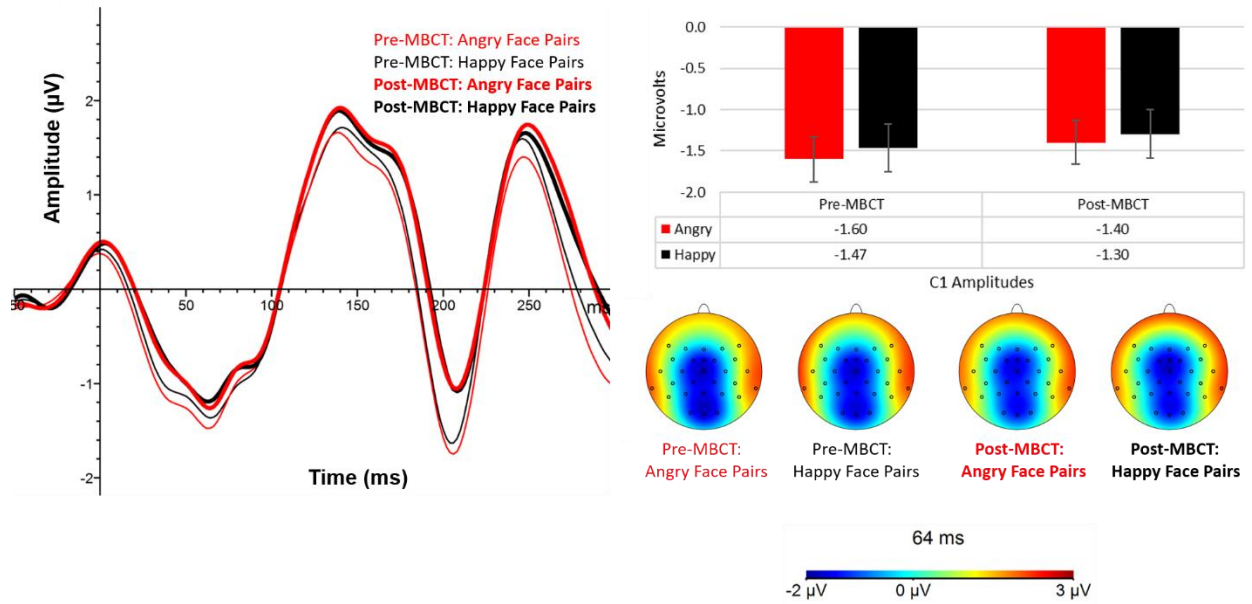 Pre-MBCT: Angry Face Pairs
Pre-MBCT: Happy Face Pairs
Post-MBCT: Angry Face Pairs
Post-MBCT: Happy Face Pairs
Amplitude (µV)
2
1
-1
-2
50
50
100
150
200
250
ms
Time (ms)
0.0
-0.5
-1.0
-1.5
-2.0
Microvolts
Pre-MBCT
Post-MBCT
Angry
-1.60
-1.40
Happy
-1.47
-1.30
C1 Amplitudes
Pre-MBCT:
Angry Face Pairs
Pre-MBCT:
Happy Face Pairs
Post-MBCT:
Angry Face Pairs
Post-MBCT:
Happy Face Pairs
64 ms
-2 µV
0 µV
3 µV